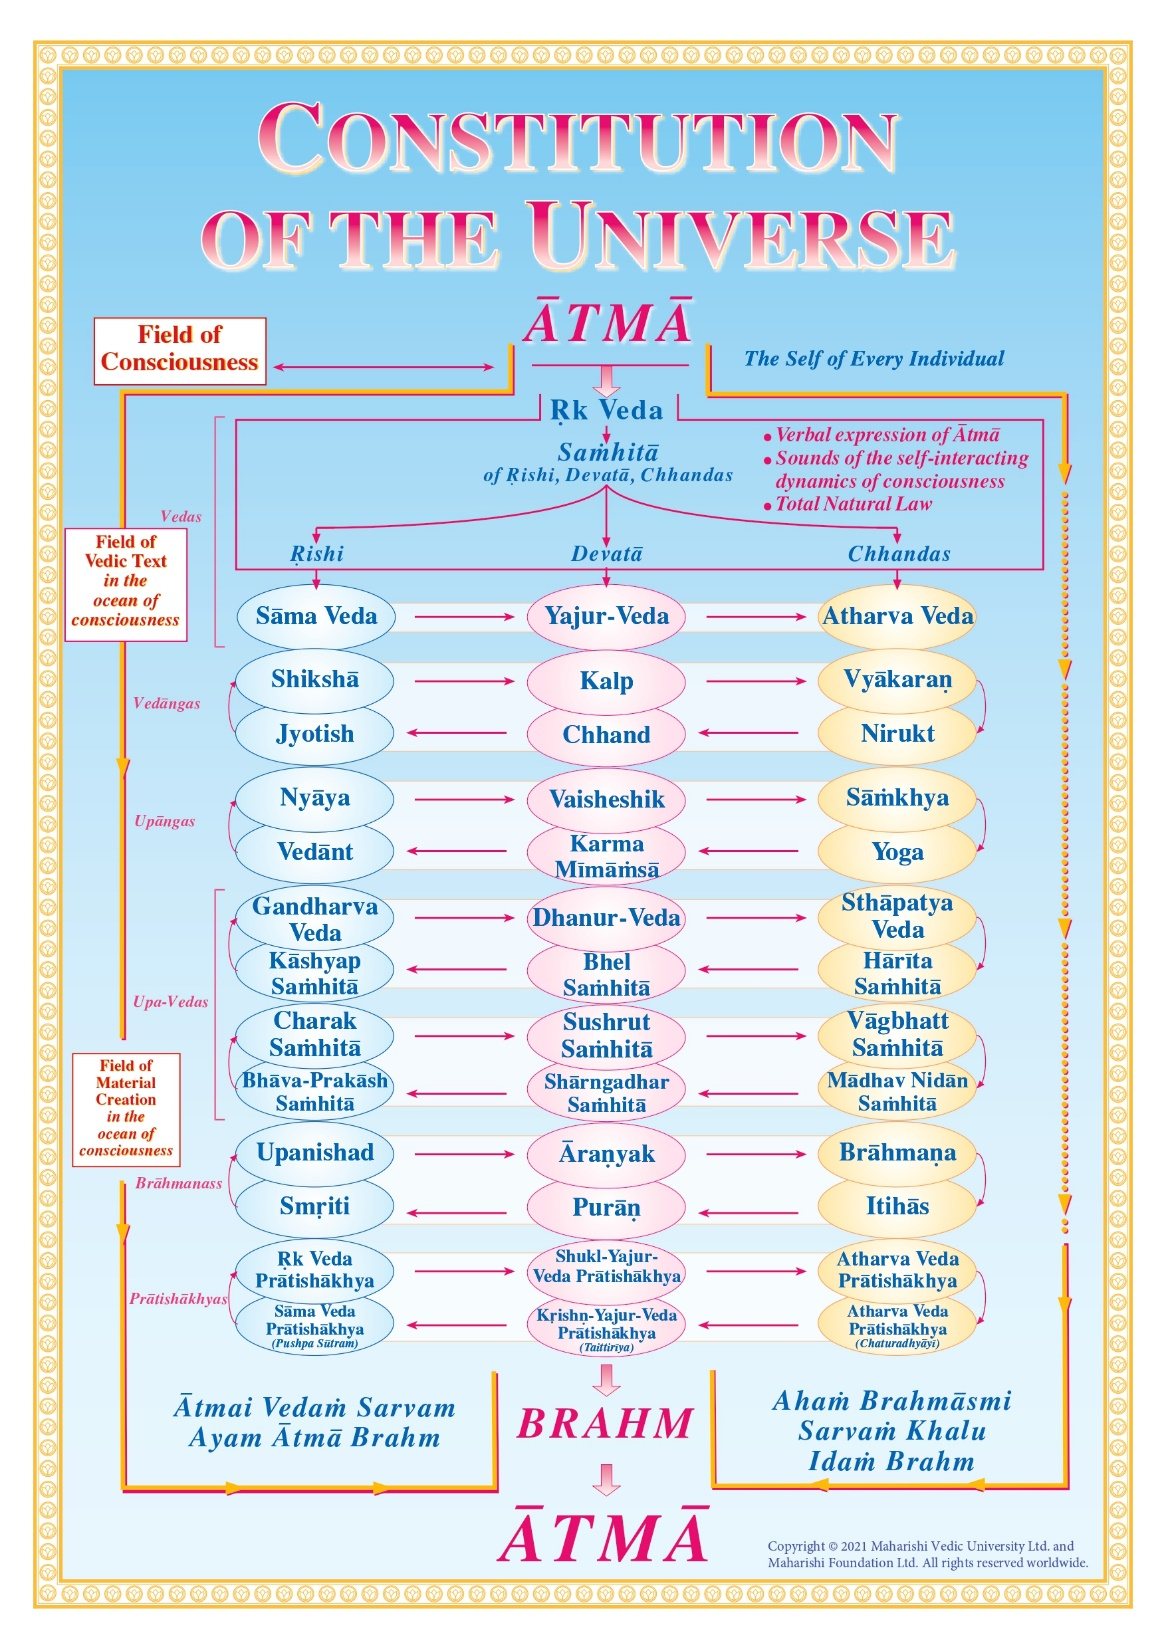 CONSTITUTION
OF THE UNIVERSE
ĀTMĀ
Field of
Consciousness
The Self of Every Individual
Ṛk Veda
Saṁhitā
of Ṛishi, Devatā, Chhandas
• Verbal expression of Ātmā
• Sounds of the self-interacting
dynamics of consciousness
• Total Natural Law
Vedas
Field of
Vedic Text
in the
ocean of
consciousness
Ṛishi Devatā Chhandas
Sāma Veda Yajur-Veda Atharva Veda
Vedāngas
Shikshā Kalp Vyākaraṇ
Jyotish Chhand Nirukt
Upāngas
Nyāya Vaisheshik Sāṁkhya
Vedānt
Karma
Mīmāṁsā
Yoga
Upa-Vedas
Gandharva
Veda
Dhanur-Veda
Sthāpatya
Veda
Kāshyap
Saṁhitā
Bhel
Saṁhitā
Hārīta
Saṁhitā
Charak
Saṁhitā
Sushrut
Saṁhitā
Vāgbhatt
Saṁhitā
Bhāva-Prakāsh
Saṁhitā
Shārngadhar
Saṁhitā
Mādhav Nidān
Saṁhitā
Field of
Material
Creation
in the
ocean of
consciousness
Brāhmanass
Upanishad Āraṇyak Brāhmaṇa
Smṛiti Purāṇ Itihās
Prātishākhyas
Ṛk Veda
Prātishākhya
Shukl-Yajur-
Veda Prātishākhya
Atharva Veda
Prātishākhya
Sāma Veda
Prātishākhya
(Pushpa Sūtram)
Kṛishṇ-Yajur-Veda
Prātishākhya
(Taittirīya)
Atharva Veda
Prātishākhya
(Chaturadhyāyī)
Ātmai Vedaṁ Sarvam
Ayam Ātmā Brahm
BRAHM
Ahaṁ Brahmāsmi
Sarvaṁ Khalu
Idaṁ Brahm
ĀTMĀ
Copyright © 2021 Maharishi Vedic University Ltd. and
Maharishi Foundation Ltd. All rights reserved worldwide.